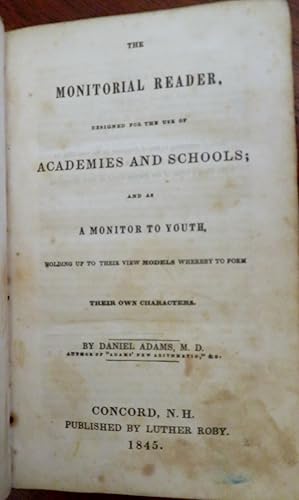 THE
MONITORIAL READER,
DESIGNED FOR THE USE OF
ACADEMIES AND SCHOOLS;
AND AS
A MONITOR TO YOUTH,
HOLDING UP TO THEIR VIEW MODELS WHEREBY TO FORM
THEIR OWN CHARACTERS.
BY DANIEL ADAMS, M. D.
AUTHOR OF "ADAMS' NEW ARITHMETIC," &c.
CONCORD, N. H.
PUBLISHED BY LUTHER ROBY.
1845.